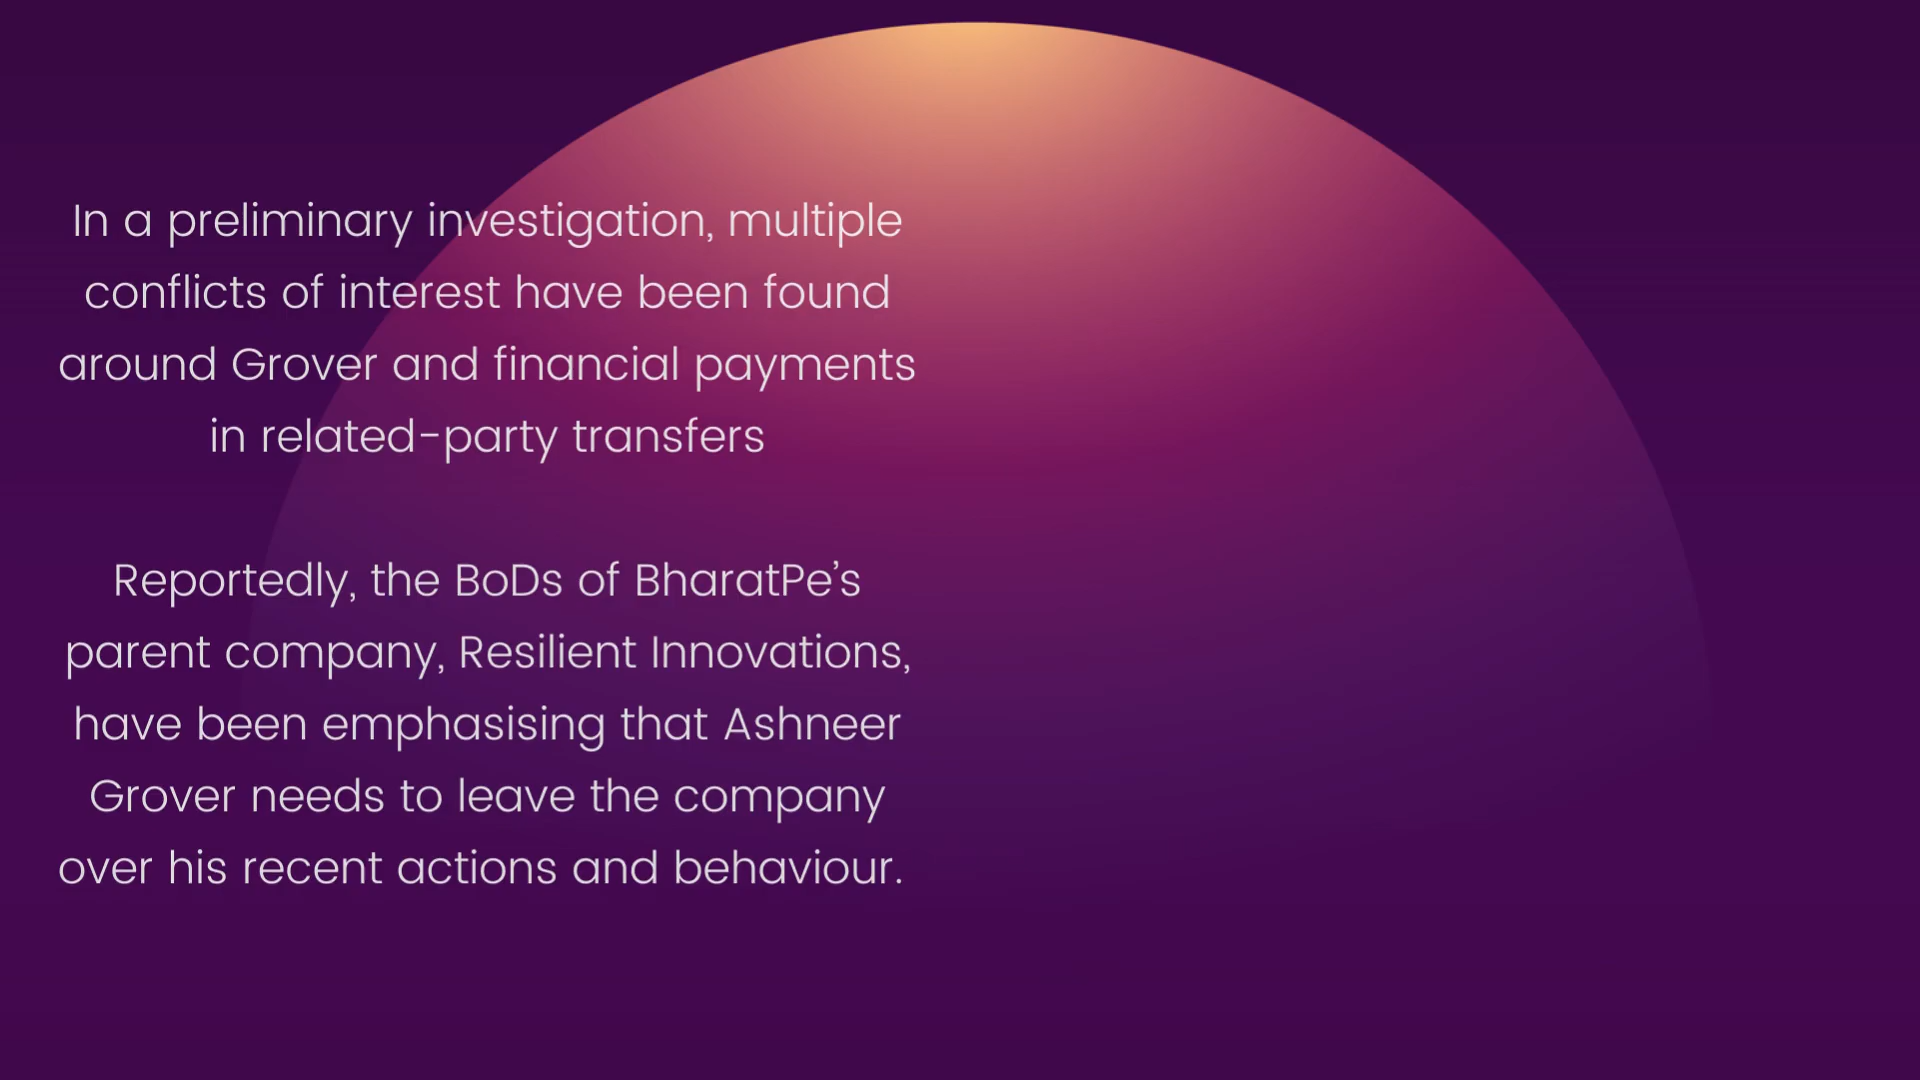 In a preliminary investigation, multiple
conflicts of interest have been found
around Grover and financial payments
in related-party transfers
Reportedly, the BoDs of BharatPe’s
parent company, Resilient Innovations,
have been emphasising that Ashneer
Grover needs to leave the company
over his recent actions and behaviour.